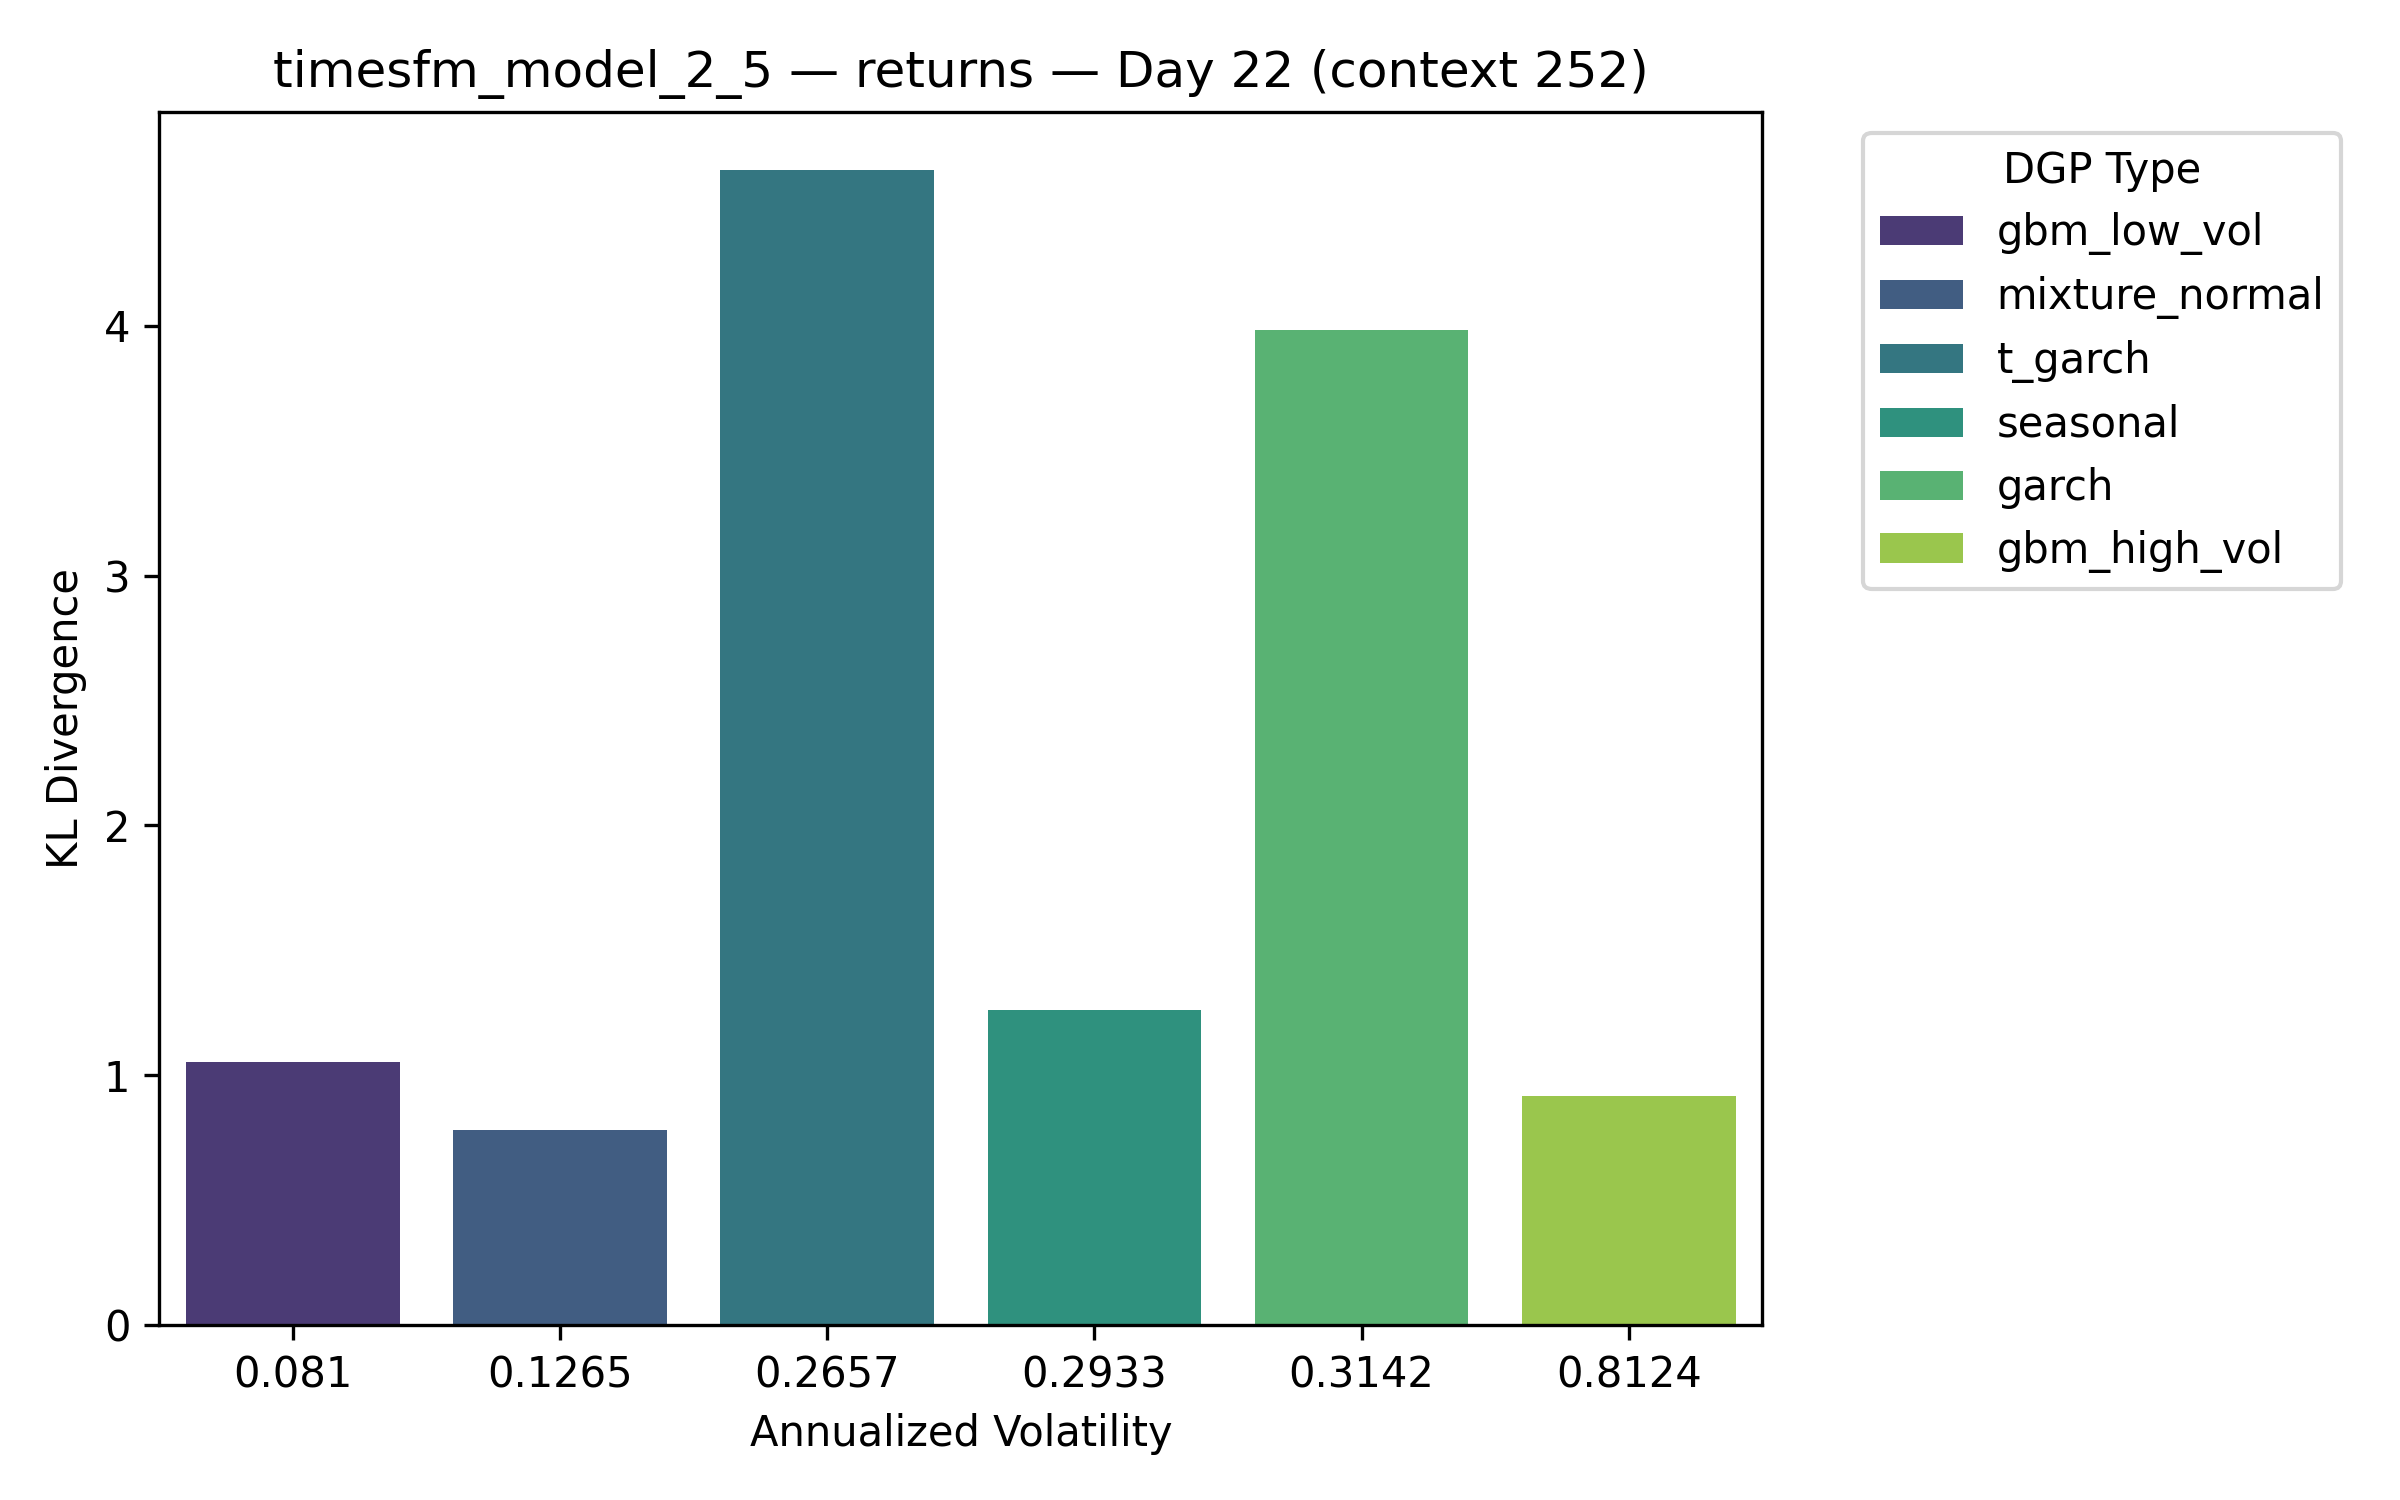 timesfm_model_2_5 — returns — Day 22 (context 252)
KL Divergence
4
3
2
1
0
0.081 0.1265 0.2657 0.2933 0.3142 0.8124
Annualized Volatility
DGP Type
gbm_low_vol
mixture_normal
t_garch
seasonal
garch
gbm_high_vol